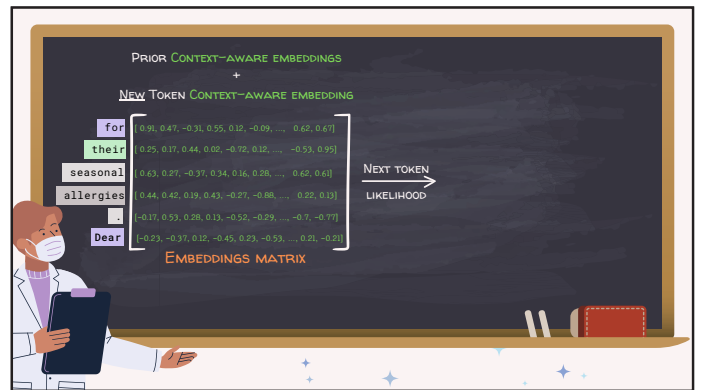 Prior Context-aware embeddings
+
New Token Context-aware embedding
for [ 0.91, 0.47, -0.31, 0.55, 0.12, -0.09, ..., 0.62, 0.67]
their [ 0.25, 0.17, 0.44, 0.02, -0.72, 0.12, ..., -0.53, 0.95]
seasonal [ 0.63, 0.27, -0.37, 0.34, 0.16, 0.28, ..., 0.62, 0.61]
allergies [ 0.44, 0.42, 0.19, 0.43, -0.27, -0.88, ..., 0.22, 0.13]
. [-0.17, 0.53, 0.28, 0.13, -0.52, -0.29, ..., -0.7, -0.77]
Dear [-0.23, -0.37, 0.12, -0.45, 0.23, -0.53, ..., 0.21, -0.21]
Next token
likelihood
Embeddings matrix